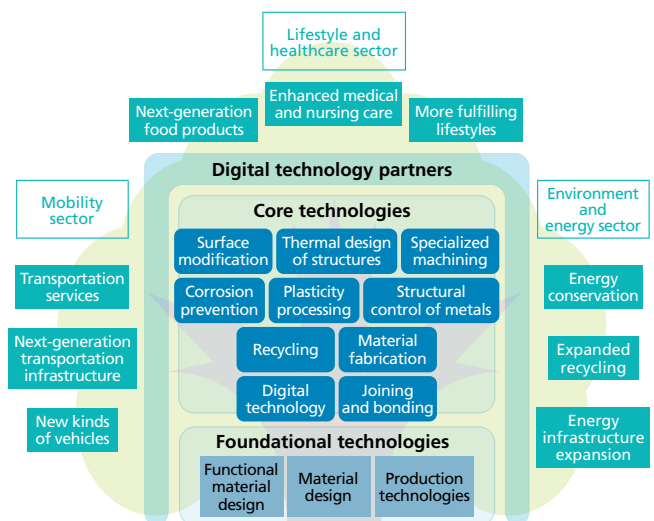 Lifestyle and
healthcare sector
Next-generation
food products
Enhanced medical
and nursing care
More fulfilling
lifestyles
Digital technology partners
Mobility
sector
Environment and
energy sector
Core technologies
Surface
modification
Thermal design
of structures
Specialized
machining
Transportation
services
Corrosion
prevention
Plasticity
processing
Structural
control of metals
Energy
conservation
Next-generation
transportation
infrastructure
Recycling
Material
fabrication
Expanded
recycling
New kinds
of vehicles
Digital
technology
Joining
and bonding
Energy
infrastructure
expansion
Foundational technologies
Functional
material
design
Material
design
Production
technologies